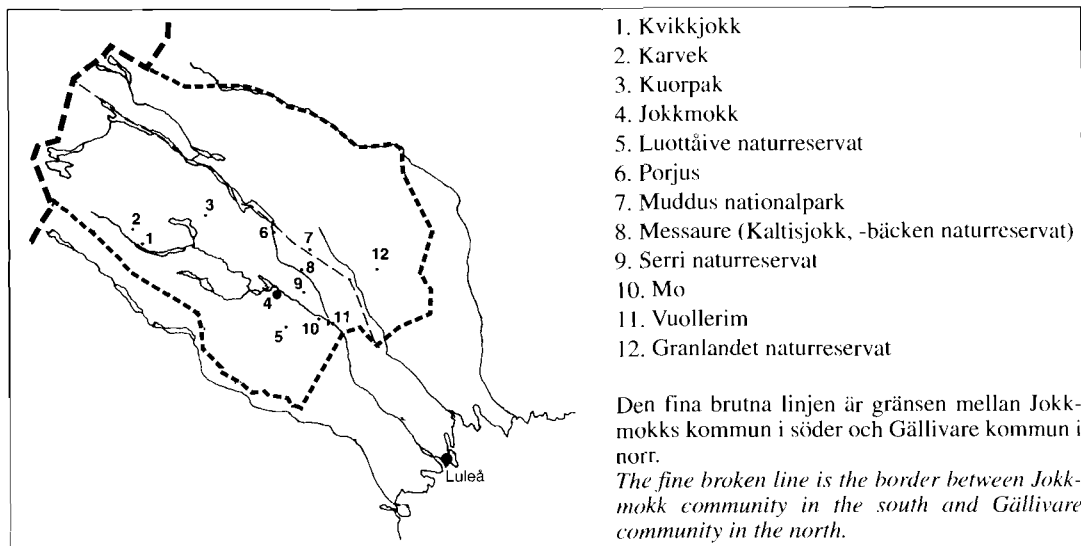 1. Kvikkjokk
2. Karvek
3. Kuorpak
4. Jokkmokk
5. Luottåive naturreservat
6. Porjus
7. Muddus nationalpark
8. Messaure (Kaltisjokk, -bäcken naturreservat)
9. Serri naturreservat
10. Mo
11. Vuollerim
12. Granlandet naturreservat
Den fina brutna linjen är gränsen mellan Jokk-
mokks kommun i söder och Gällivare kommun i
norr.
The fine broken line is the border between Jokk-
mokk community in the south and Gällivare
community in the north.
2
1
3
6
7
8
12
9
4
5
10
11
Luleå